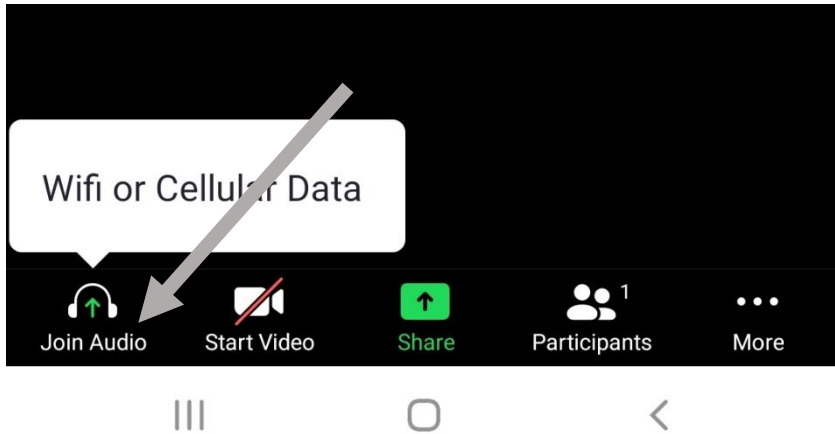 Wifi or Cellular Data
1
Join Audio
Start Video
Share
Participants
More